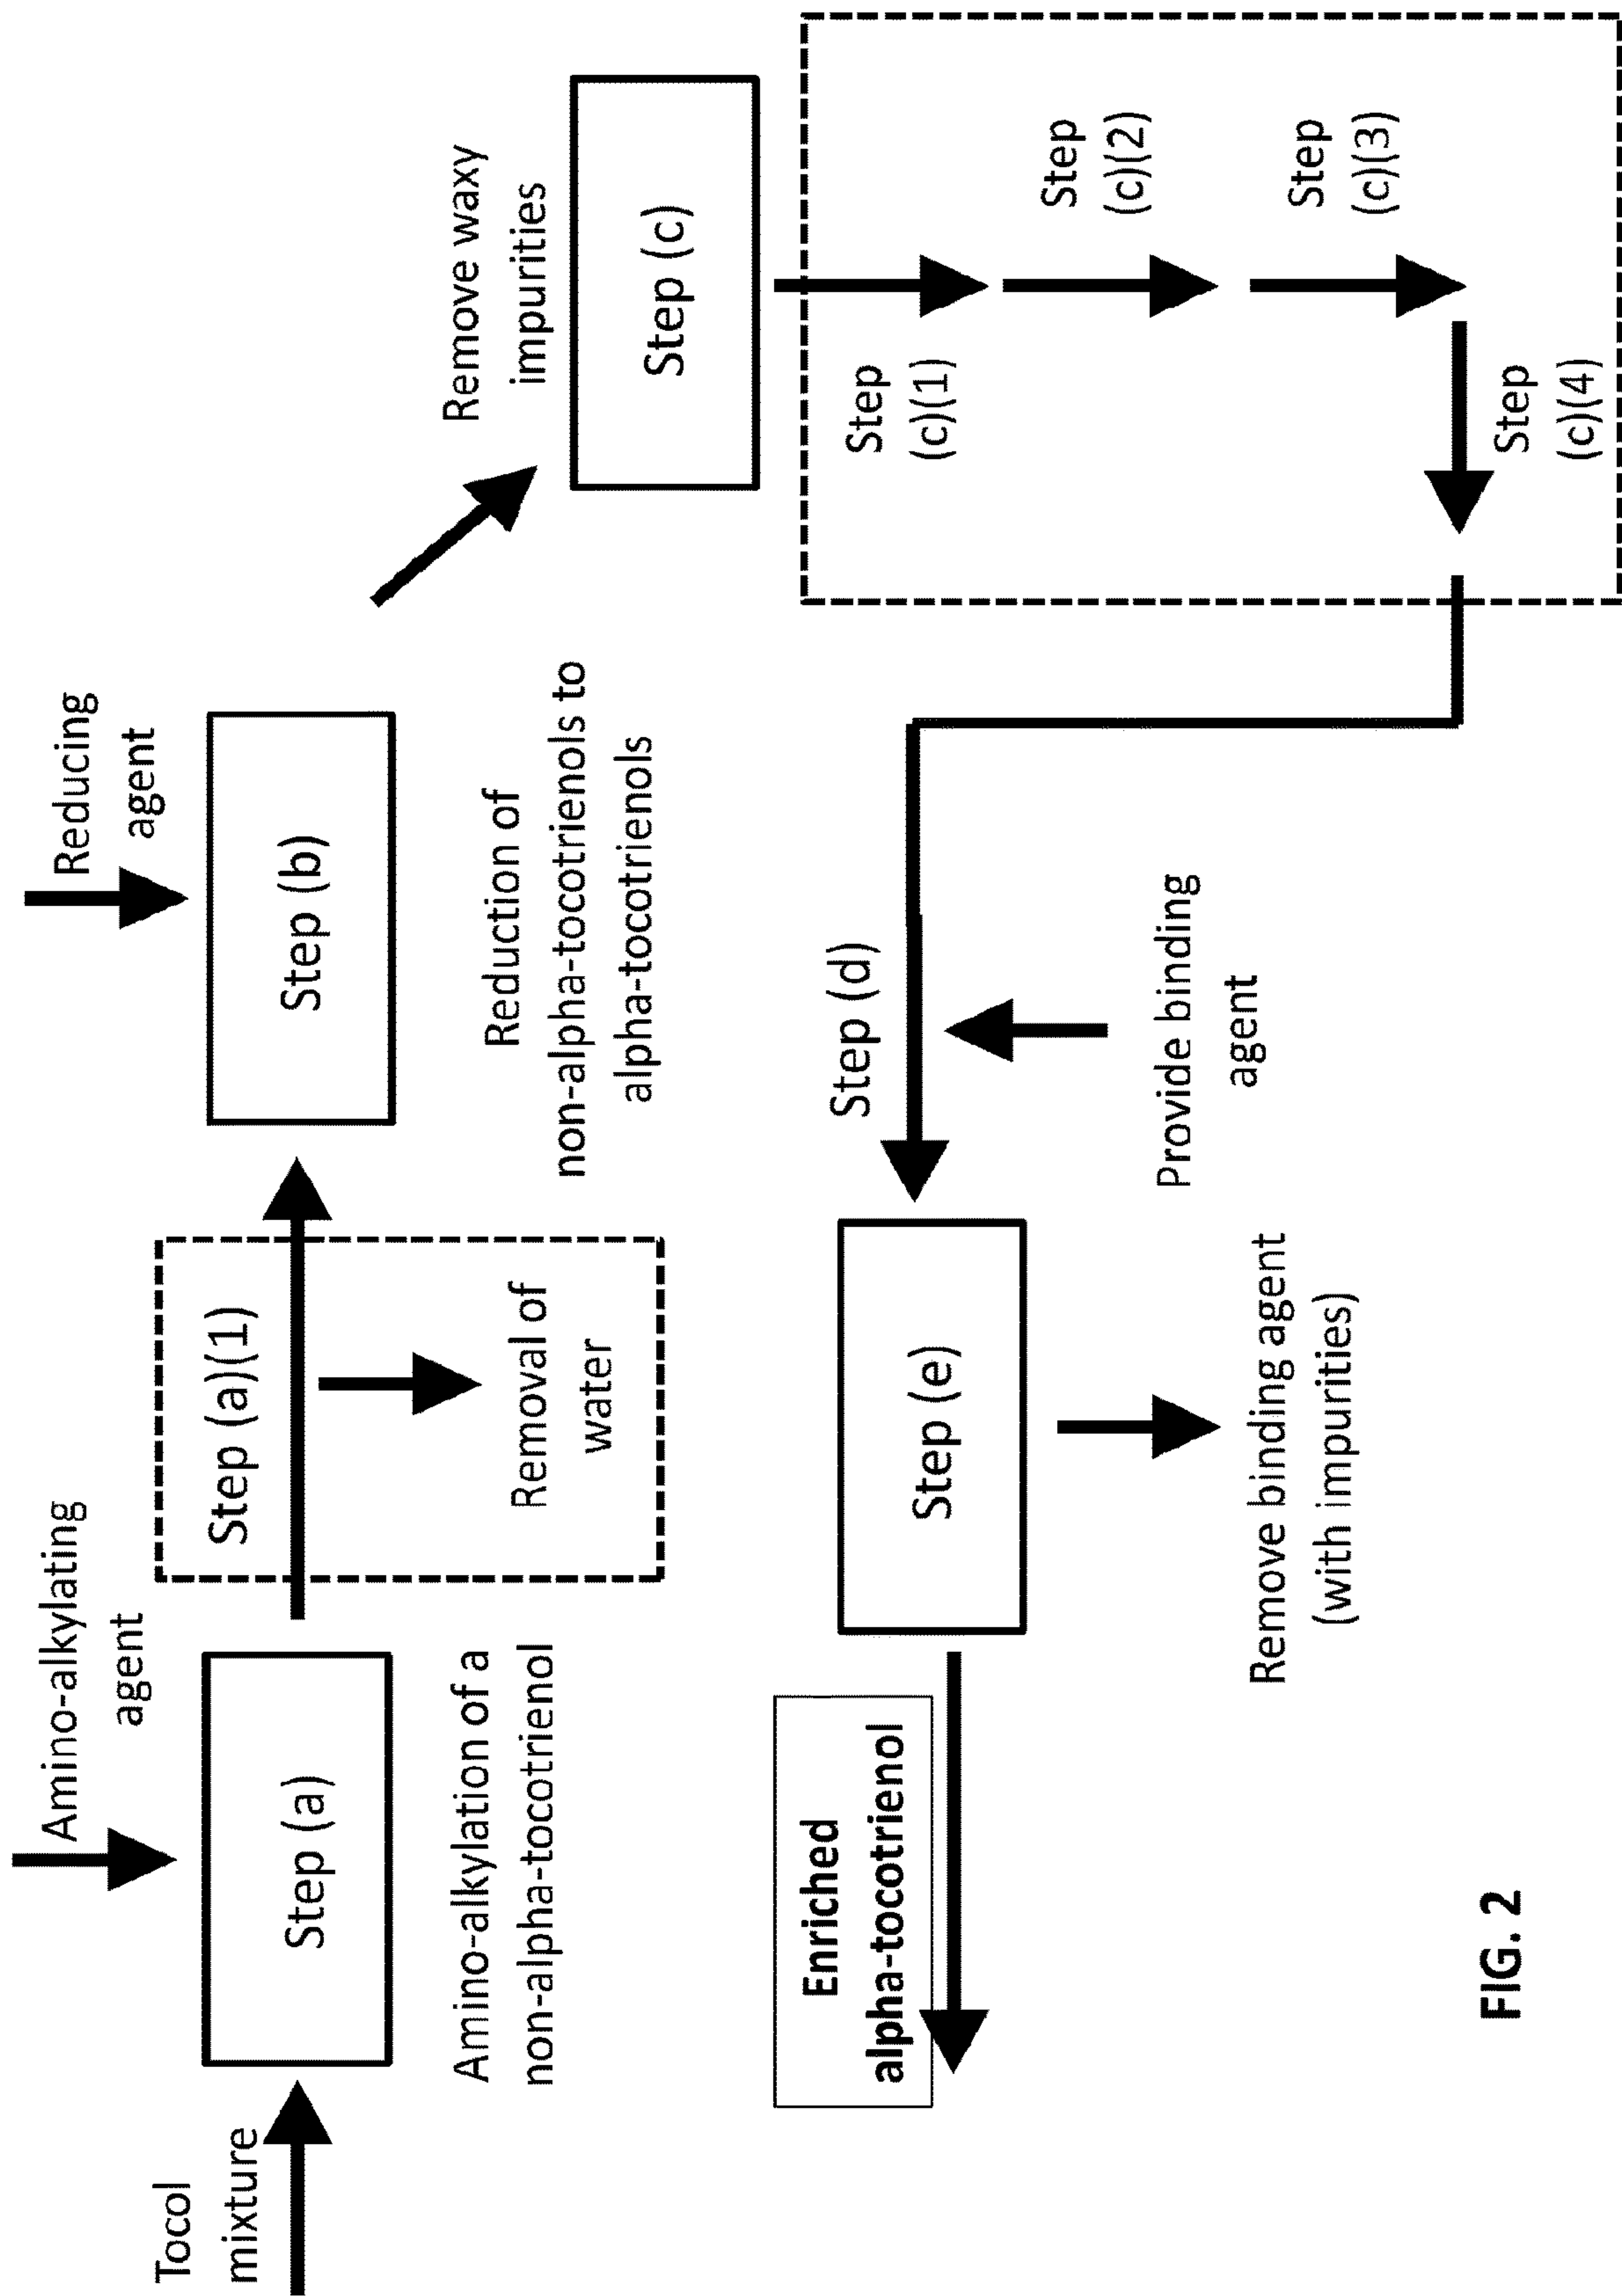 Tocol
mixture
Amino-alkylating
agent
Step (a)
Amino-alkylation of a
non-alpha-tocotrienol
Step (a)(1)
Removal of
water
Reducing
agent
Step (b)
Reduction of
non-alpha-tocotrienols to
alpha-tocotrienols
Remove waxy
impurities
Step (c)
Step
(c)(1)
Step
(c)(2)
Step
(c)(3)
Step
(c)(4)
Step (d)
Provide binding
agent
Step (e)
Remove binding agent
(with impurities)
Enriched
alpha-tocotrienol
FIG. 2